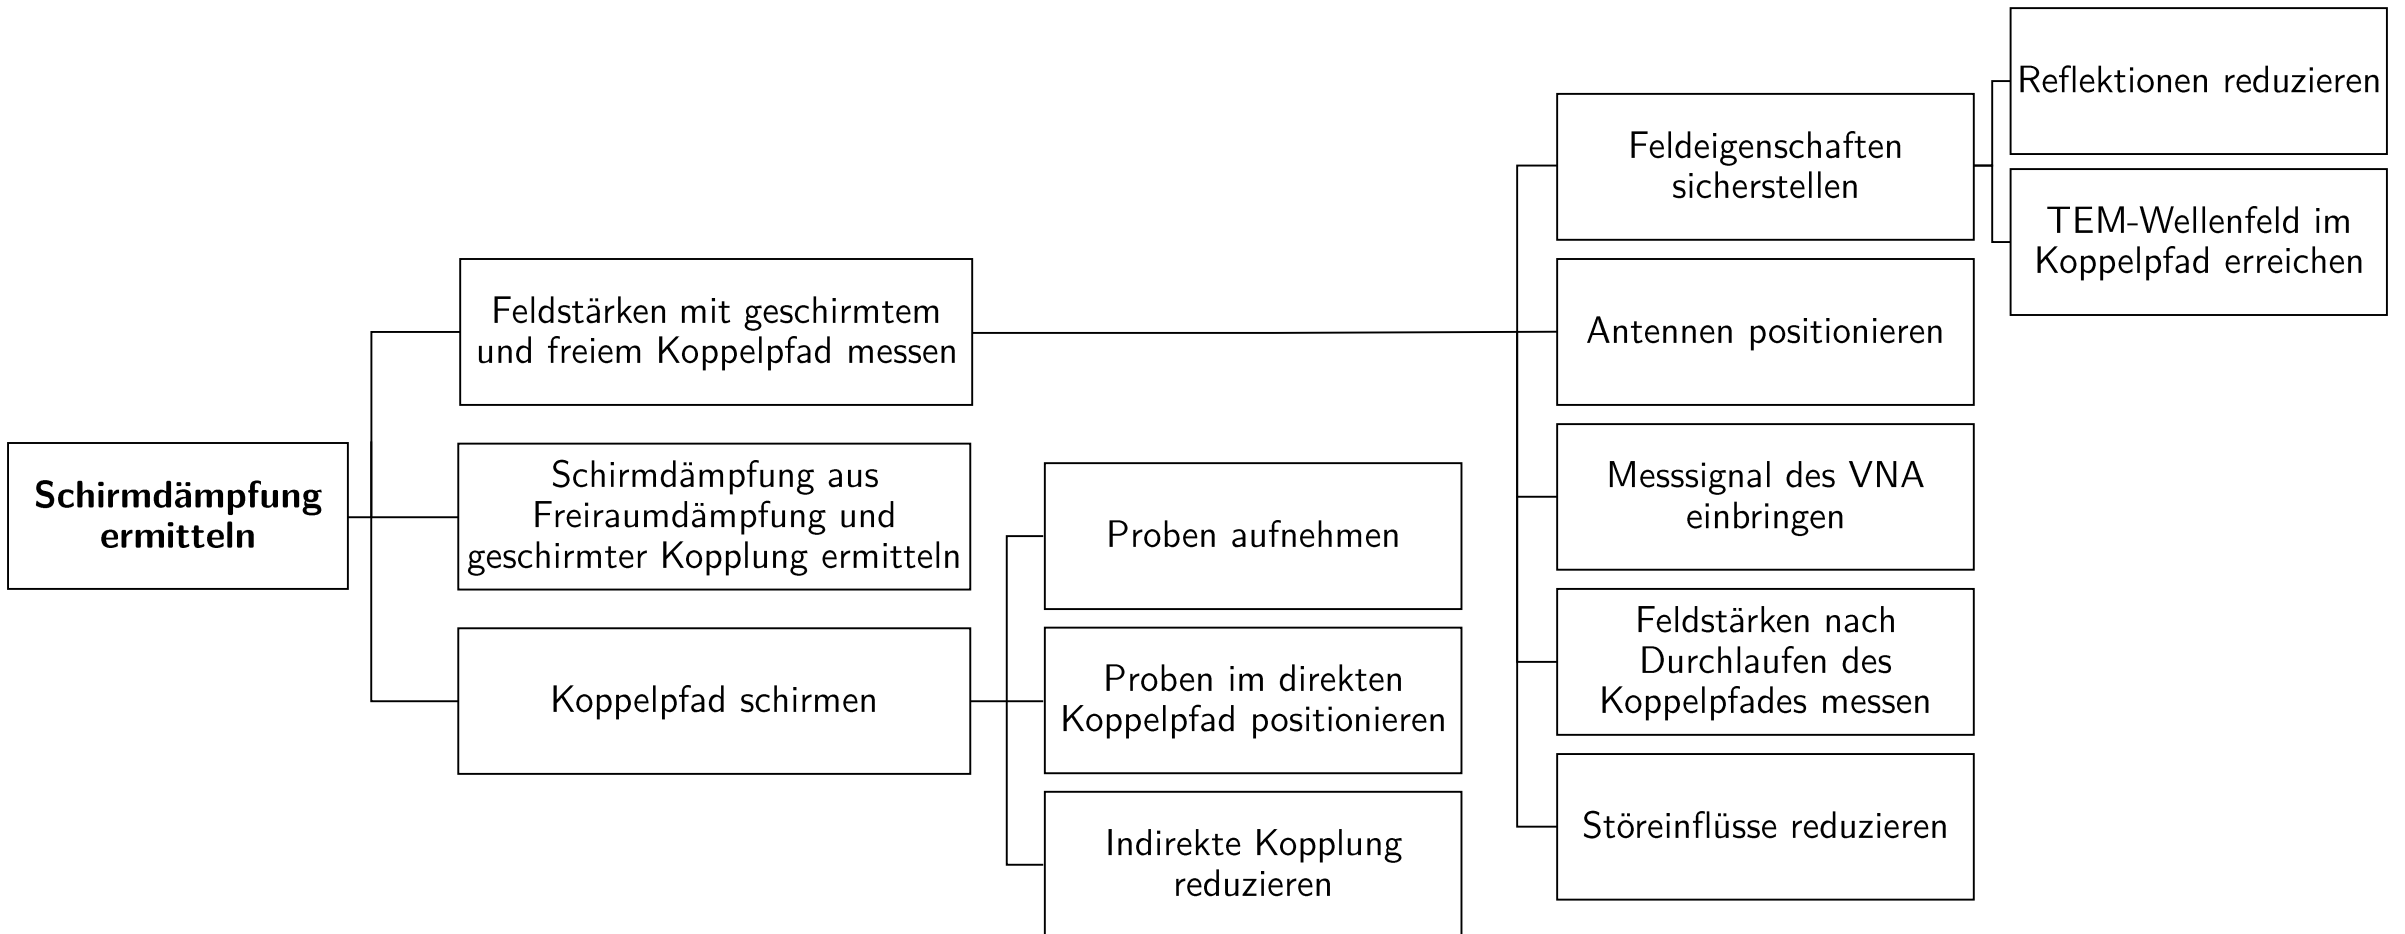 Schirmdämpfung
ermitteln
Feldstärken mit geschirmtem
und freiem Koppelpfad messen
Schirmdämpfung aus
Freiraumdämpfung und
geschirmter Kopplung ermitteln
Koppelpfad schirmen
Proben aufnehmen
Proben im direkten
Koppelpfad positionieren
Indirekte Kopplung
reduzieren
Feldeigenschaften
sicherstellen
Antennen positionieren
Messsignal des VNA
einbringen
Feldstärken nach
Durchlaufen des
Koppelpfades messen
Störeinflüsse reduzieren
Reflektionen reduzieren
TEM-Wellenfeld im
Koppelpfad erreichen